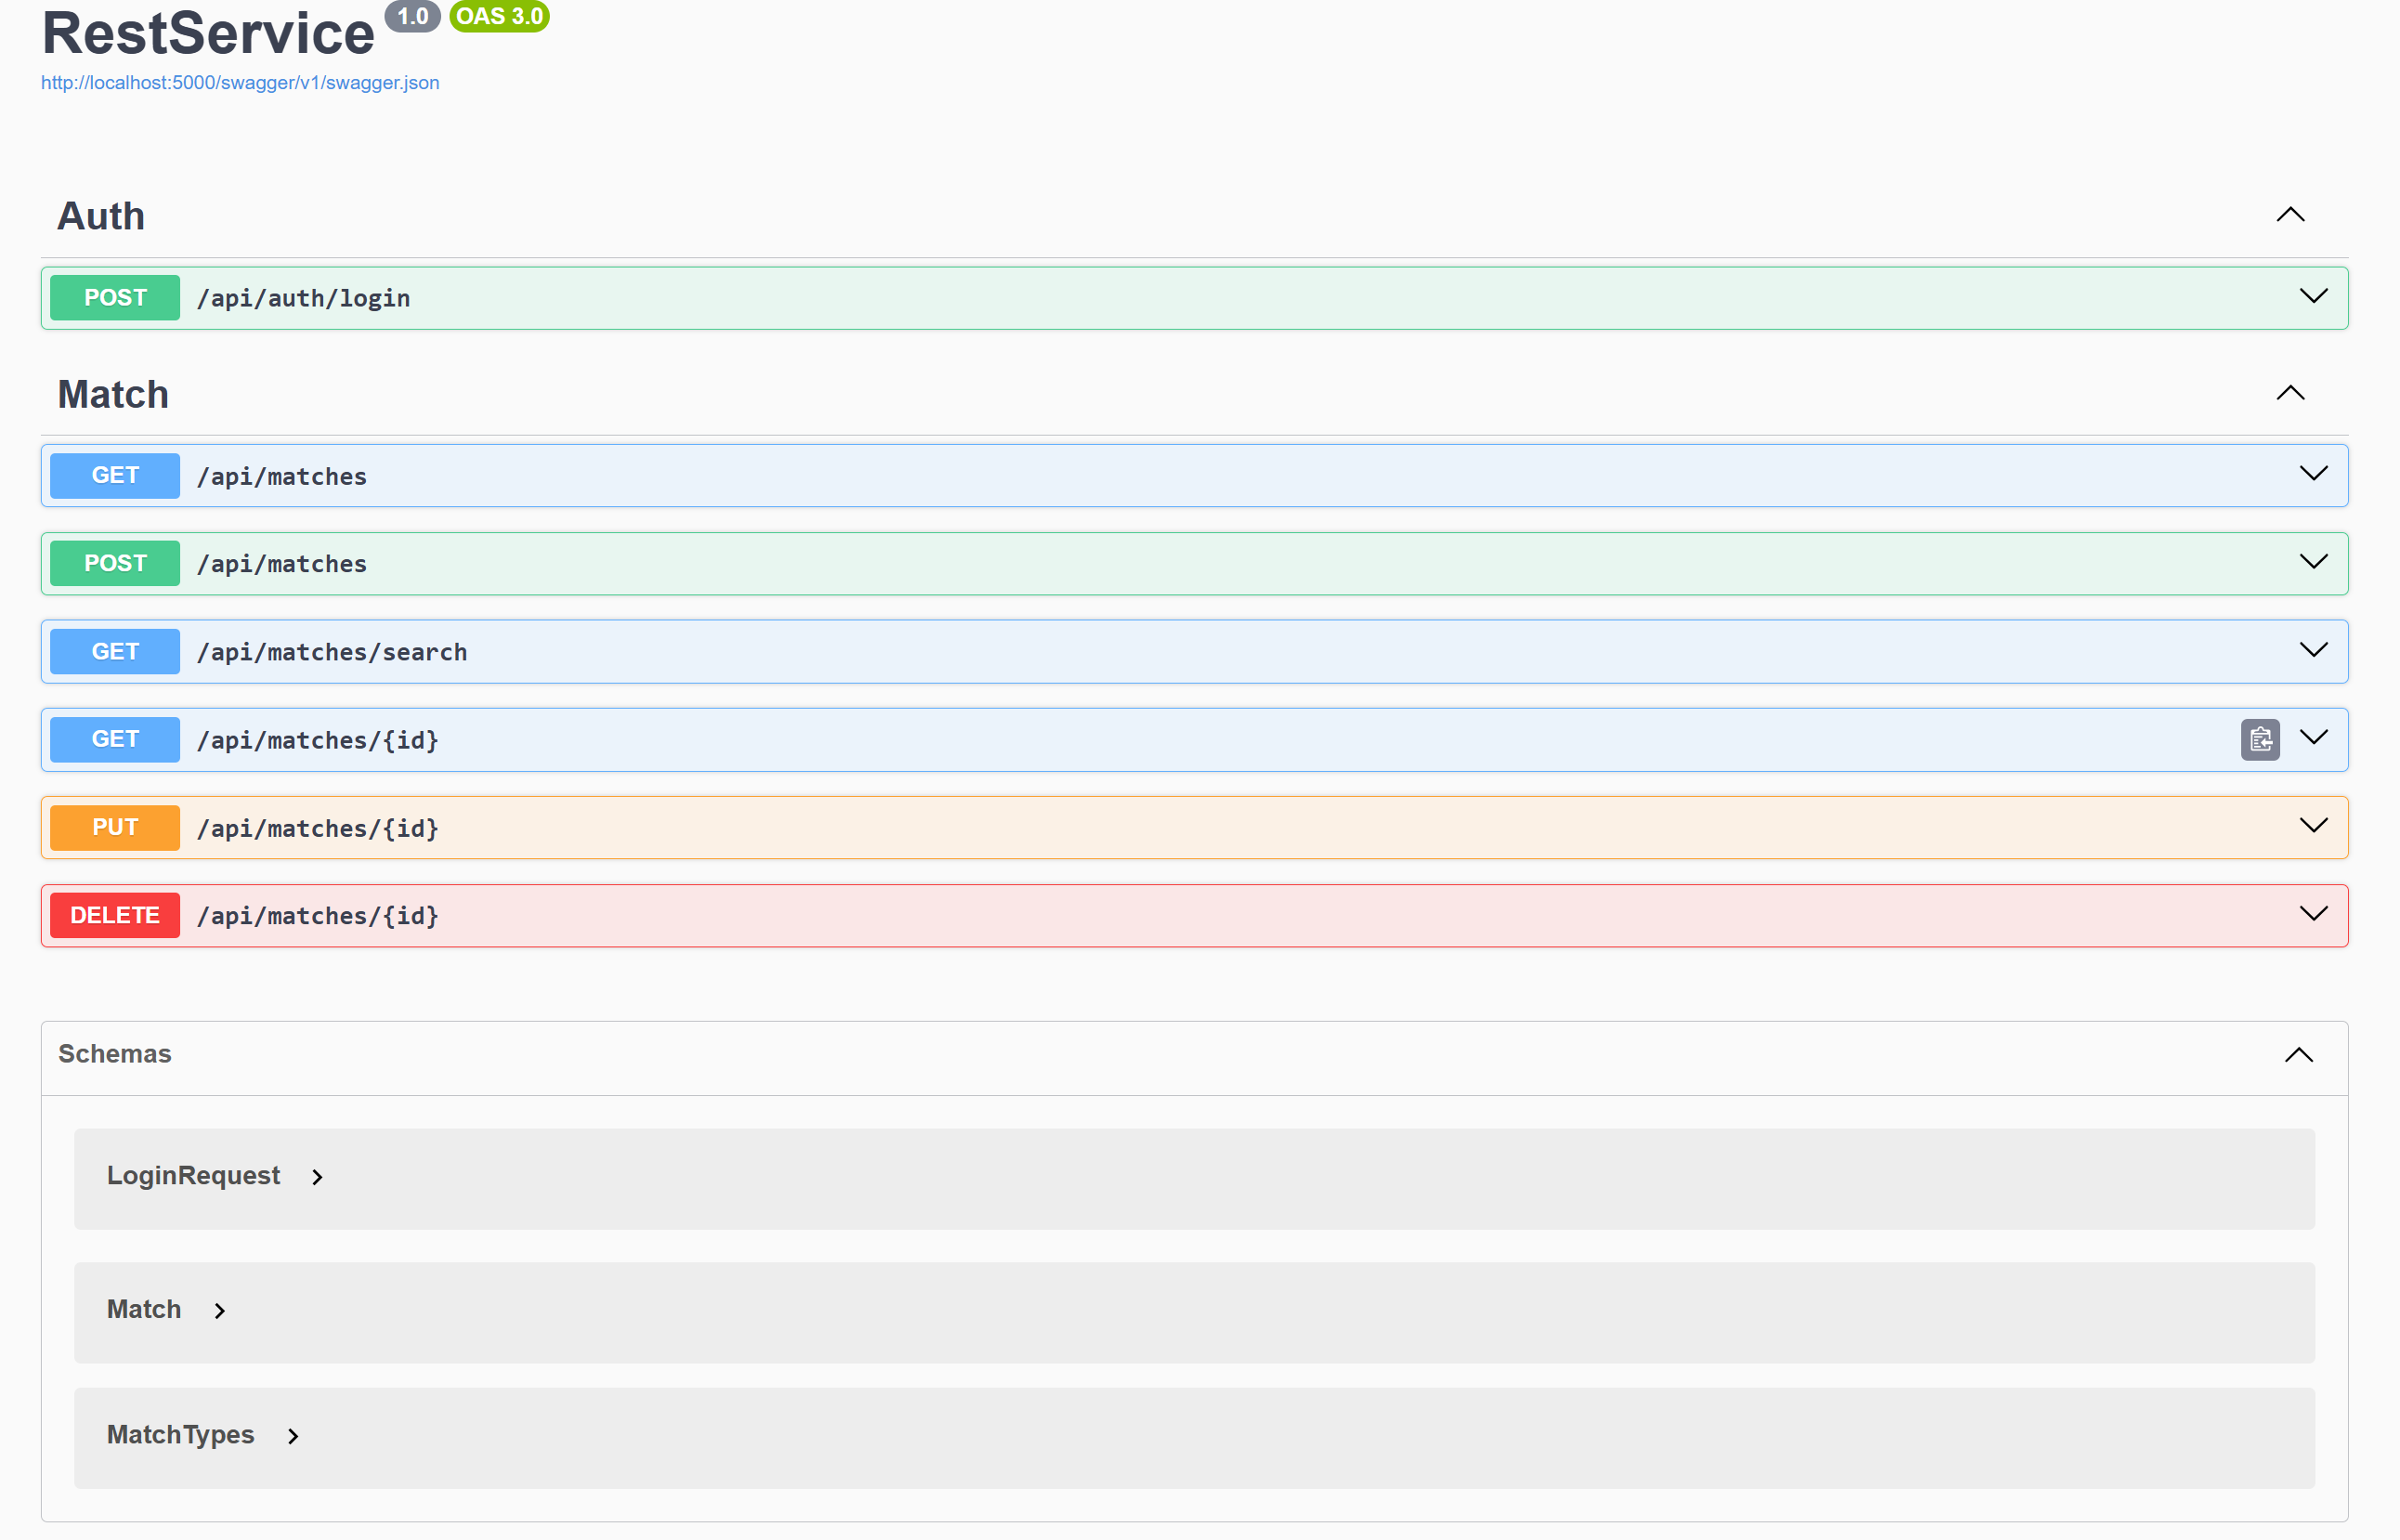 RestService 1.0 OAS 3.0
http://localhost:5000/swagger/v1/swagger.json
Auth
POST /api/auth/login
Match
GET /api/matches
POST /api/matches
GET /api/matches/search
GET /api/matches/{id}
PUT /api/matches/{id}
DELETE /api/matches/{id}
Schemas
LoginRequest
Match
MatchTypes